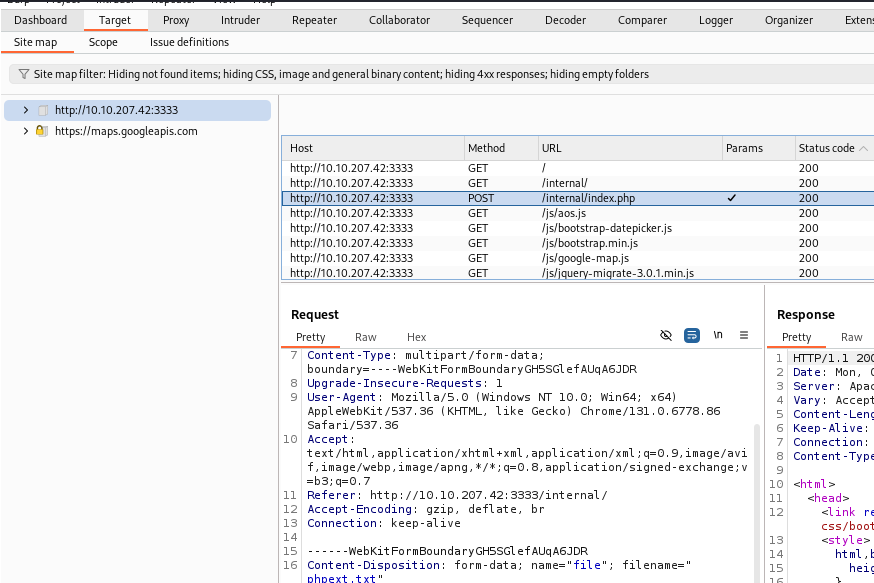 Dashboard Target Proxy Intruder Repeater Collaborator Sequencer Decoder Comparer Logger Organizer Exten
Site map Scope Issue definitions
Site map filter: Hiding not found items; hiding CSS, image and general binary content; hiding 4xx responses; hiding empty folders
http://10.10.207.42:3333
https://maps.googleapis.com
Host Method URL Params Status code
http://10.10.207.42:3333 GET / 200
http://10.10.207.42:3333 GET /internal/ 200
http://10.10.207.42:3333 POST /internal/index.php ✓ 200
http://10.10.207.42:3333 GET /js/aos.js 200
http://10.10.207.42:3333 GET /js/bootstrap-datepicker.js 200
http://10.10.207.42:3333 GET /js/bootstrap.min.js 200
http://10.10.207.42:3333 GET /js/google-map.js 200
http://10.10.207.42:3333 GET /js/jquery-migrate-3.0.1.min.js 200
Request
Pretty Raw Hex \n
7 Content-Type: multipart/form-data;
boundary=----WebKitFormBoundaryGH5SGlefAUqA6JDR
8 Upgrade-Insecure-Requests: 1
9 User-Agent: Mozilla/5.0 (Windows NT 10.0; Win64; x64)
AppleWebKit/537.36 (KHTML, like Gecko) Chrome/131.0.6778.86
Safari/537.36
10 Accept:
text/html,application/xhtml+xml,application/xml;q=0.9,image/avi
f,image/webp,image/apng,*/*;q=0.8,application/signed-exchange;v
=b3;q=0.7
11 Referer: http://10.10.207.42:3333/internal/
12 Accept-Encoding: gzip, deflate, br
13 Connection: keep-alive
14
15 ------WebKitFormBoundaryGH5SGlefAUqA6JDR
16 Content-Disposition: form-data; name="file"; filename="
phpext.txt"
Response
Pretty Raw
1 HTTP/1.1 200
2 Date: Mon, 0
3 Server: Apac
4 Vary: Accept
5 Content-Leng
6 Keep-Alive:
7 Connection:
8 Content-Type
9
10 <html>
11 <head>
12 <link re
css/boot
13 <style>
14 html,b
15 heig
16 }